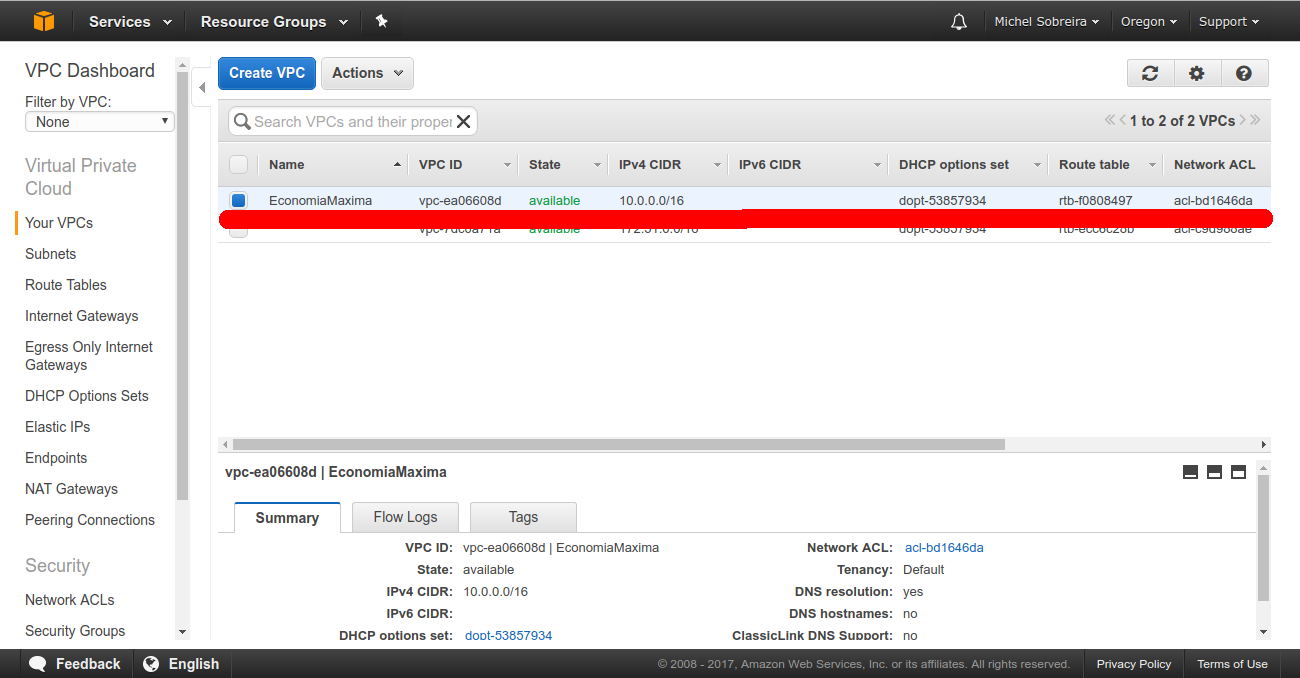 Services Resource Groups Michel Sobreira Oregon Support
VPC Dashboard
Filter by VPC:
None
Virtual Private
Cloud
Your VPCs
Subnets
Route Tables
Internet Gateways
Egress Only Internet
Gateways
DHCP Options Sets
Elastic IPs
Endpoints
NAT Gateways
Peering Connections
Security
Network ACLs
Security Groups
Create VPC Actions
Search VPCs and their proper 1 to 2 of 2 VPCs
Name VPC ID State IPv4 CIDR IPv6 CIDR DHCP options set Route table Network ACL
EconomiaMaxima vpc-ea06608d available 10.0.0.0/16 dopt-53857934 rtb-f0808497 acl-bd1646da
available dopt-53857934
vpc-ea06608d | EconomiaMaxima
Summary Flow Logs Tags
VPC ID: vpc-ea06608d | EconomiaMaxima Network ACL: acl-bd1646da
State: available Tenancy: Default
IPv4 CIDR: 10.0.0.0/16 DNS resolution: yes
IPv6 CIDR: DNS hostnames: no
DHCP options set: dopt-53857934 ClassicLink DNS Support: no
Feedback English © 2008 - 2017, Amazon Web Services, Inc. or its affiliates. All rights reserved. Privacy Policy Terms of Use